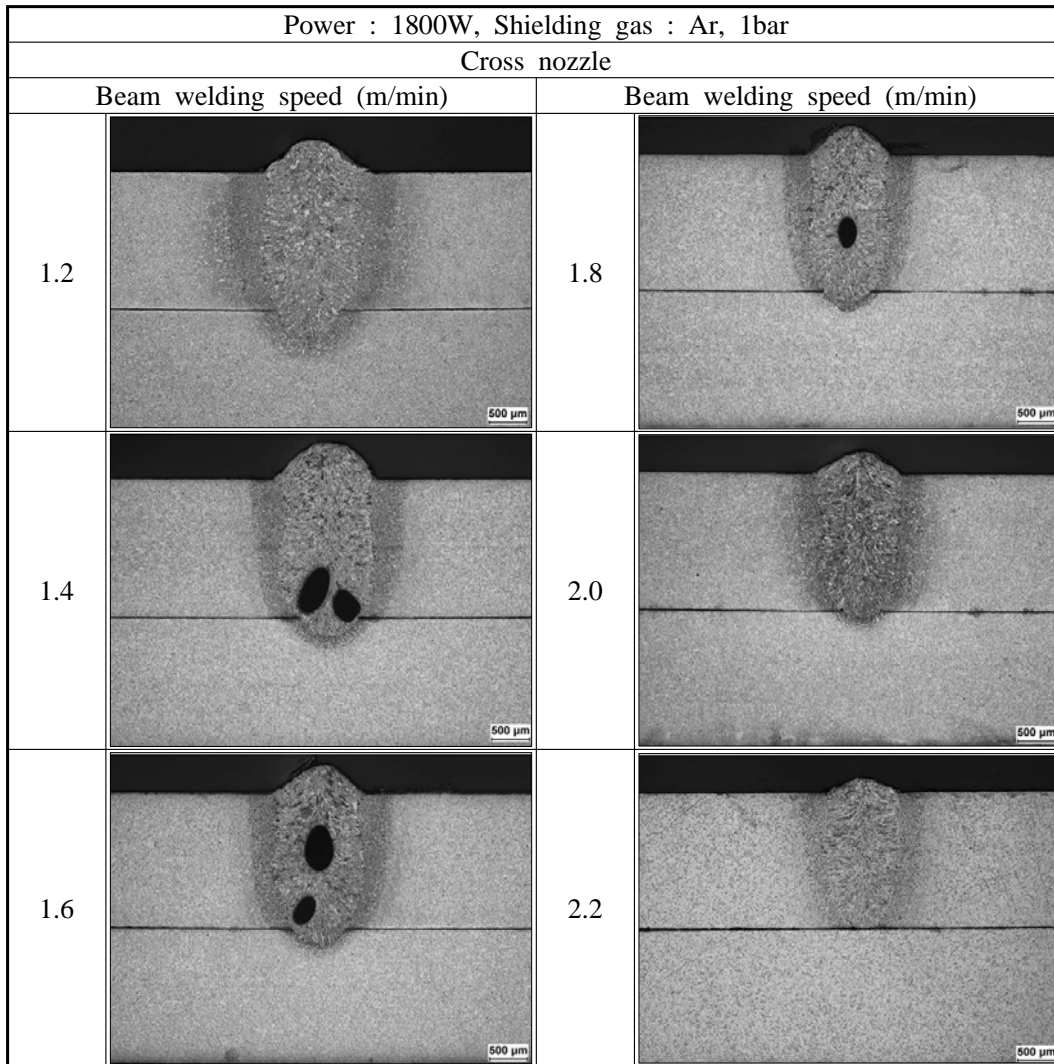 Power : 1800W, Shielding gas : Ar, 1bar
Cross nozzle
Beam welding speed (m/min)
Beam welding speed (m/min)
1.2
500 µm
1.8
500 µm
1.4
500 µm
2.0
500 µm
1.6
500 µm
2.2
500 µm